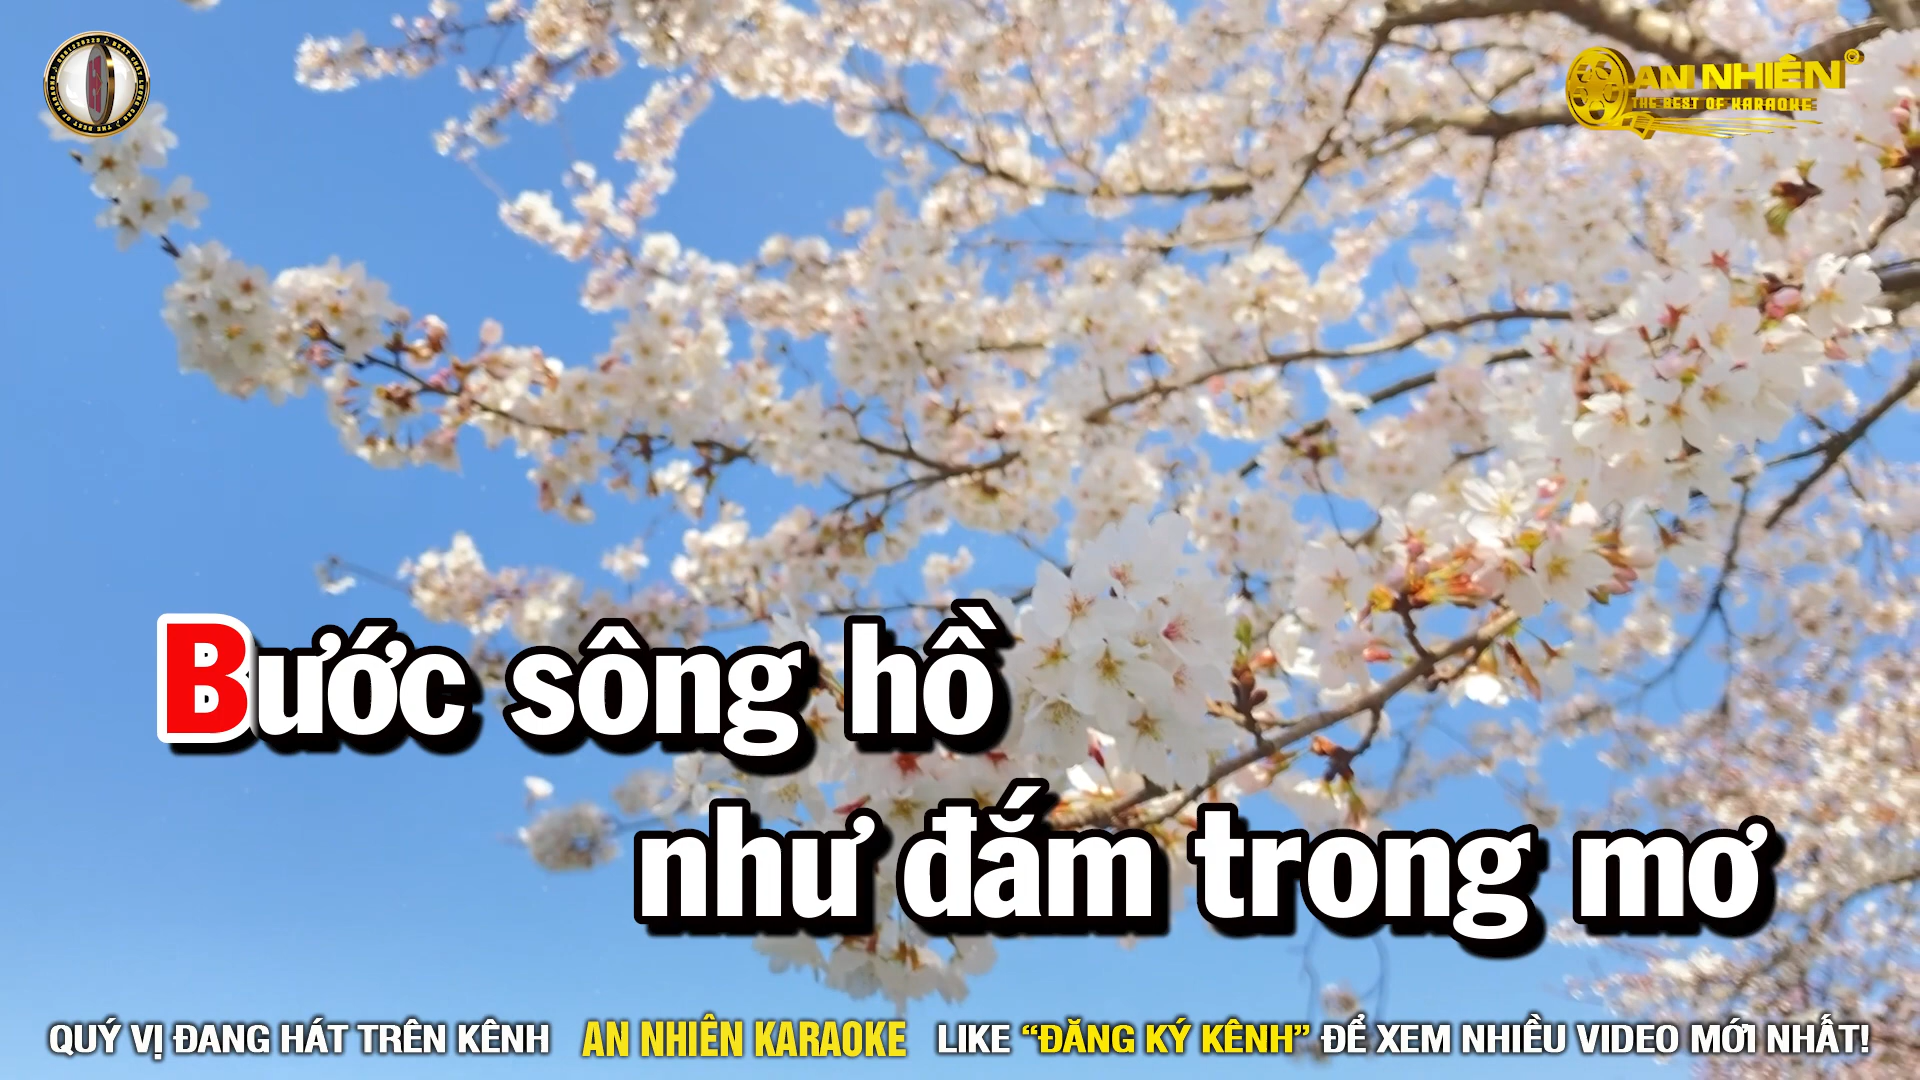 AN NHIÊN
THE BEST OF KARAOKE
Bước sông hồ
như đắm trong mơ
QUÝ VỊ ĐANG HÁT TRÊN KÊNH AN NHIÊN KARAOKE LIKE “ĐĂNG KÝ KÊNH” ĐỂ XEM NHIỀU VIDEO MỚI NHẤT!